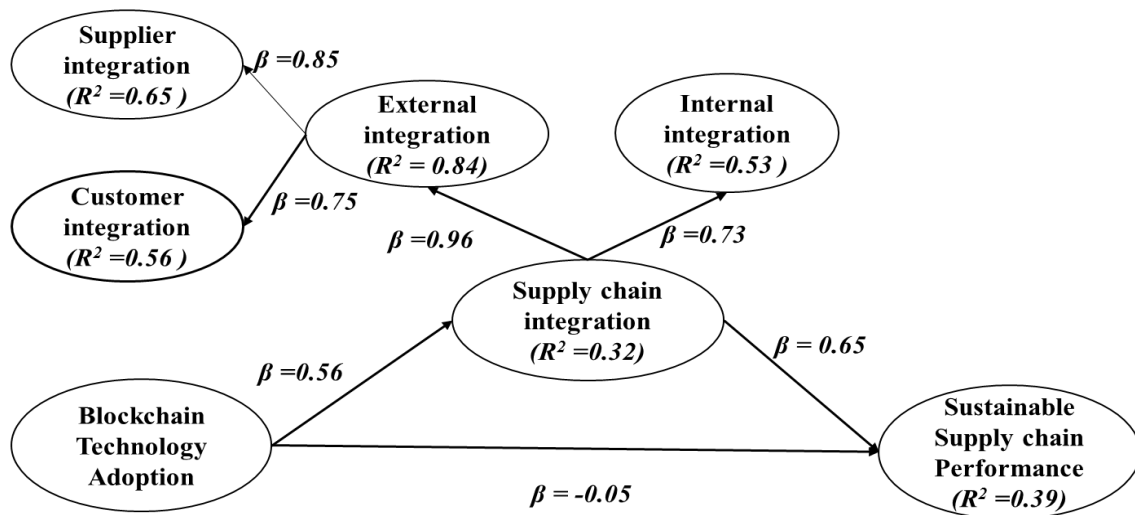 Supplier
integration
(R² =0.65 )
β =0.85
External
integration
(R² = 0.84)
Internal
integration
(R² =0.53 )
Customer
integration
(R² =0.56 )
β =0.75
β =0.96
β =0.73
Supply chain
integration
(R² =0.32)
β =0.56
β = 0.65
Blockchain
Technology
Adoption
Sustainable
Supply chain
Performance
(R² =0.39)
β = -0.05